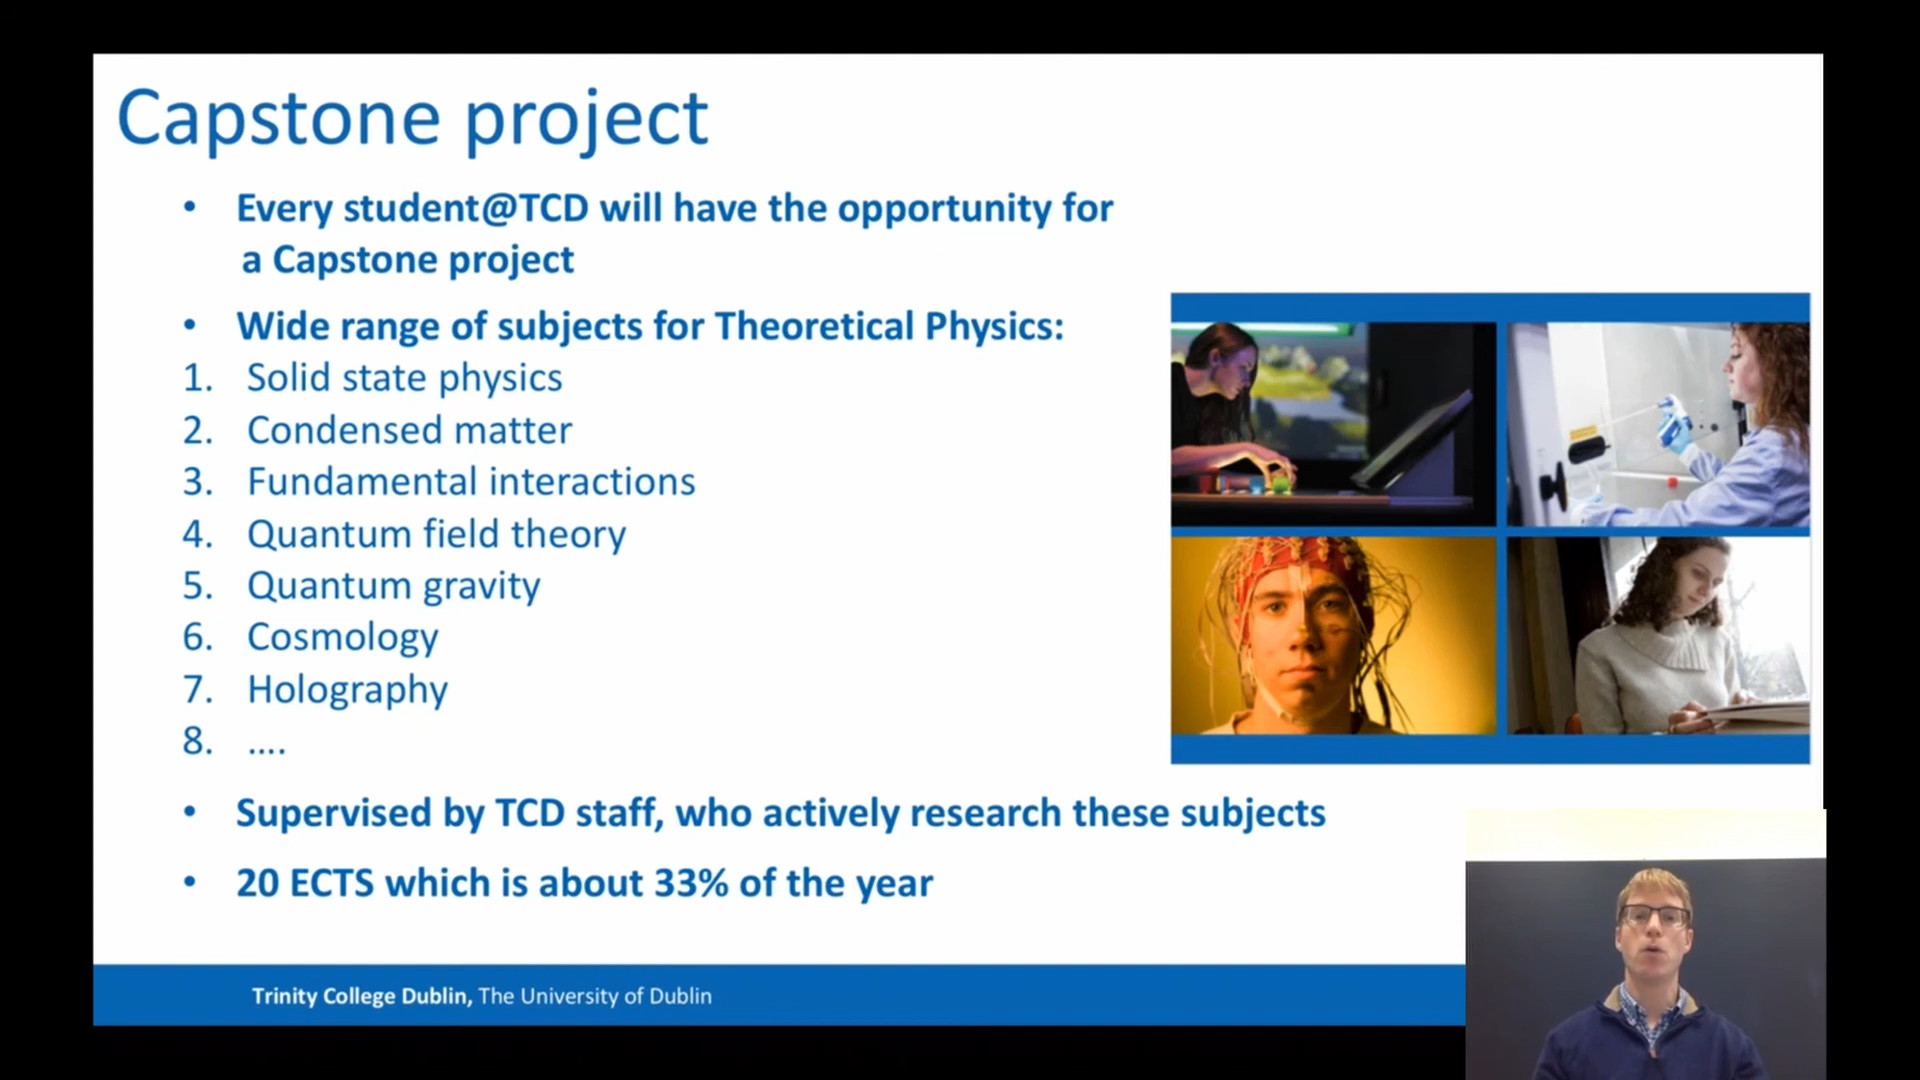 Capstone project
• Every student@TCD will have the opportunity for
a Capstone project
• Wide range of subjects for Theoretical Physics:
1. Solid state physics
2. Condensed matter
3. Fundamental interactions
4. Quantum field theory
5. Quantum gravity
6. Cosmology
7. Holography
8. ....
• Supervised by TCD staff, who actively research these subjects
• 20 ECTS which is about 33% of the year
Trinity College Dublin, The University of Dublin